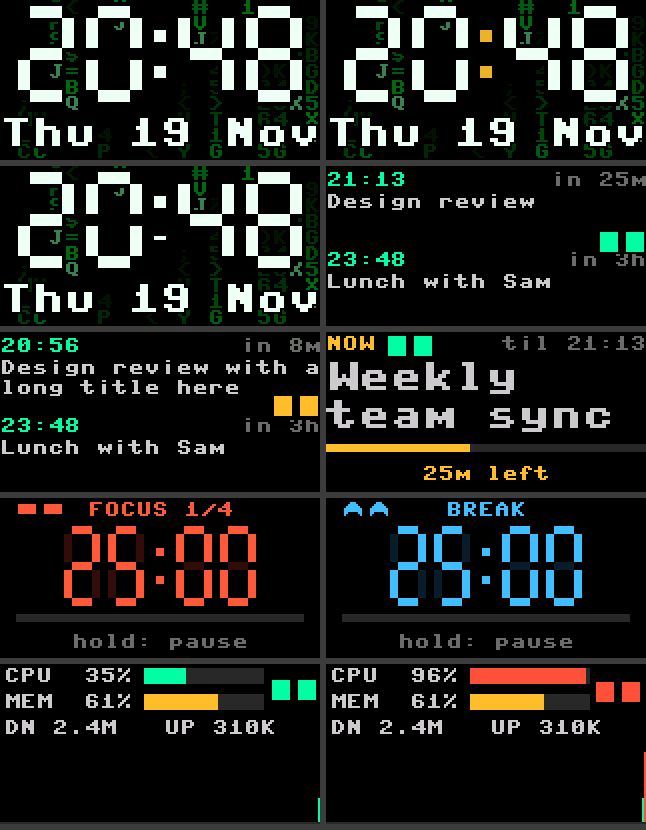 20:48
Thu 19 Nov
20:48
Thu 19 Nov
20:48
Thu 19 Nov
21:13 in 25m
Design review
23:48 in 3h
Lunch with Sam
20:56 in 8m
Design review with a
long title here
23:48 in 3h
Lunch with Sam
NOW til 21:13
Weekly
team sync
25m left
FOCUS 1/4
25:00
hold: pause
BREAK
25:00
hold: pause
CPU 35%
MEM 61%
DN 2.4M UP 310K
CPU 96%
MEM 61%
DN 2.4M UP 310K